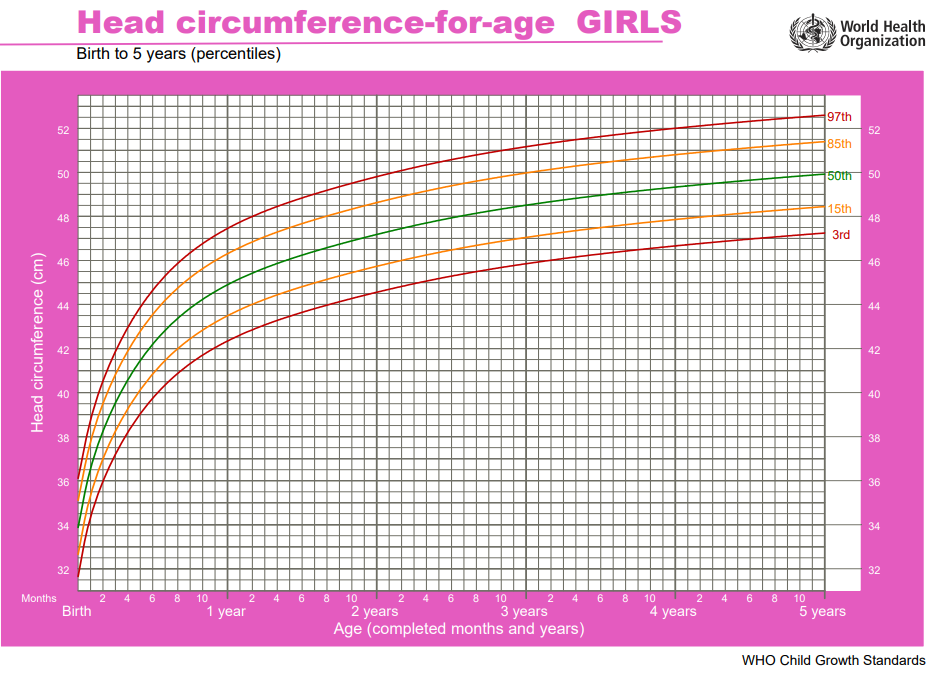 Head circumference-for-age GIRLS
Birth to 5 years (percentiles)
World Health
Organization
97th
85th
50th
15th
3rd
52
50
48
46
44
42
40
38
36
34
32
52
50
48
46
44
42
40
38
36
34
32
Head circumference (cm)
Months 2 4 6 8 10 2 4 6 8 10 2 4 6 8 10 2 4 6 8 10 2 4 6 8 10
Birth 1 year 2 years 3 years 4 years 5 years
Age (completed months and years)
WHO Child Growth Standards